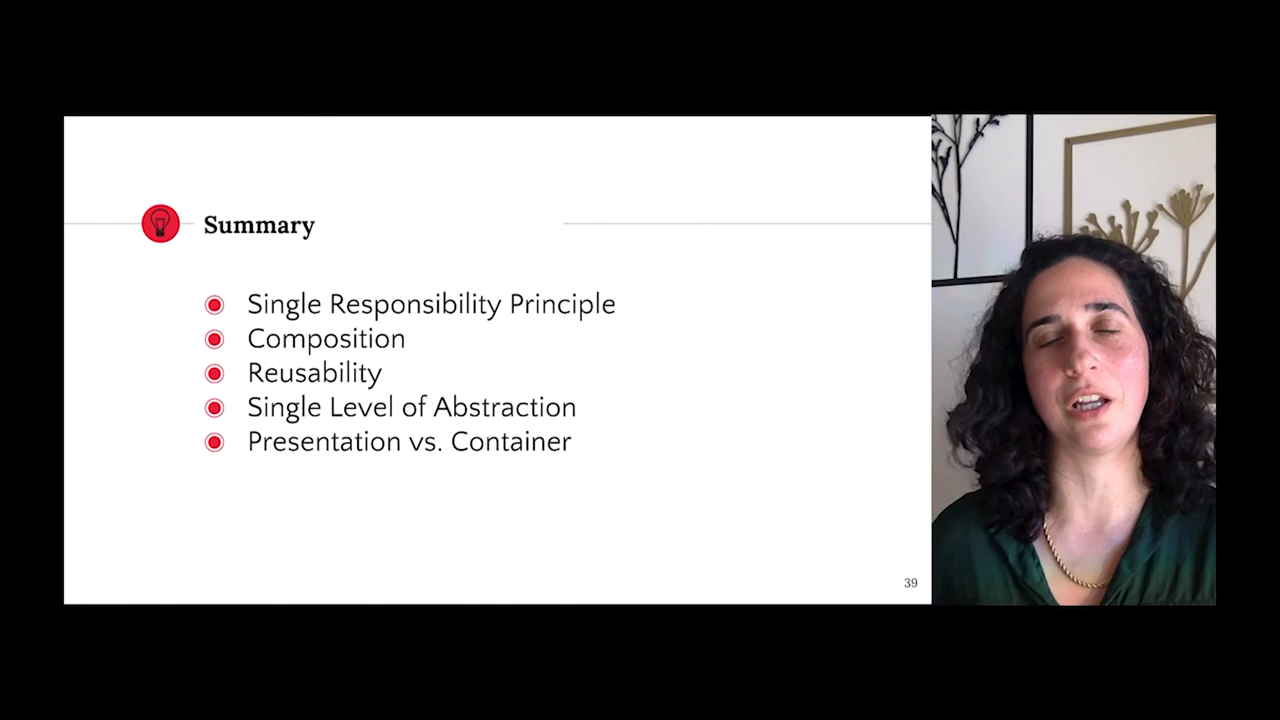 Summary
Single Responsibility Principle
Composition
Reusability
Single Level of Abstraction
Presentation vs. Container
39